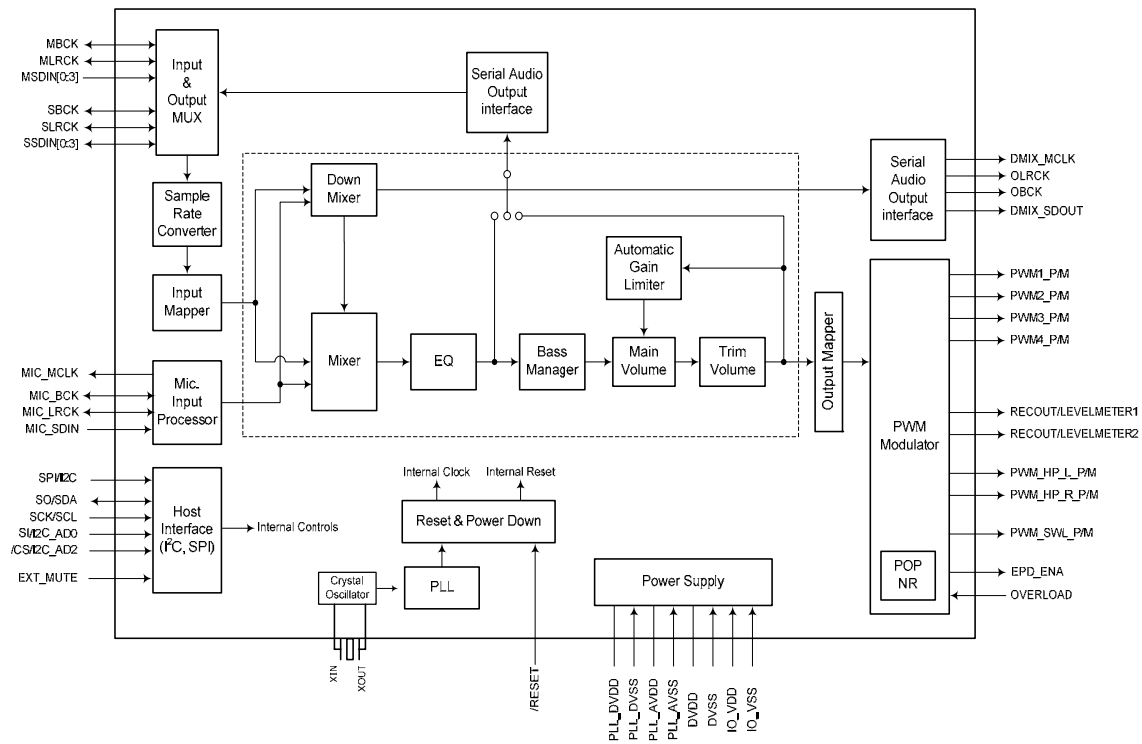 MBCK
MLRCK
MSDIN[0:3]
SBCK
SLRCK
SSDIN[0:3]
Input
&
Output
MUX
Serial Audio
Output
interface
Sample
Rate
Converter
Input
Mapper
Down
Mixer
Mixer
EQ
Bass
Manager
Automatic
Gain
Limiter
Main
Volume
Trim
Volume
Output Mapper
Serial
Audio
Output
interface
DMIX_MCLK
OLRCK
OBCK
DMIX_SDOUT
PWM
Modulator
POP
NR
PWM1_P/M
PWM2_P/M
PWM3_P/M
PWM4_P/M
RECOUT/LEVELMETER1
RECOUT/LEVELMETER2
PWM_HP_L_P/M
PWM_HP_R_P/M
PWM_SWL_P/M
EPD_ENA
OVERLOAD
MIC_MCLK
MIC_BCK
MIC_LRCK
MIC_SDIN
Mic-
Input
Processor
SPI/I2C
SO/SDA
SCK/SCL
SI/I2C_AD0
/CS/I2C_AD2
EXT_MUTE
Host
Interface
(I²C, SPI)
Internal Controls
Internal Clock
Internal Reset
Reset & Power Down
Crystal
Oscillator
PLL
XIN
XOUT
/RESET
Power Supply
PLL_DVDD
PLL_DVSS
PLL_AVDD
PLL_AVSS
DVDD
DVSS
IO_VDD
IO_VSS